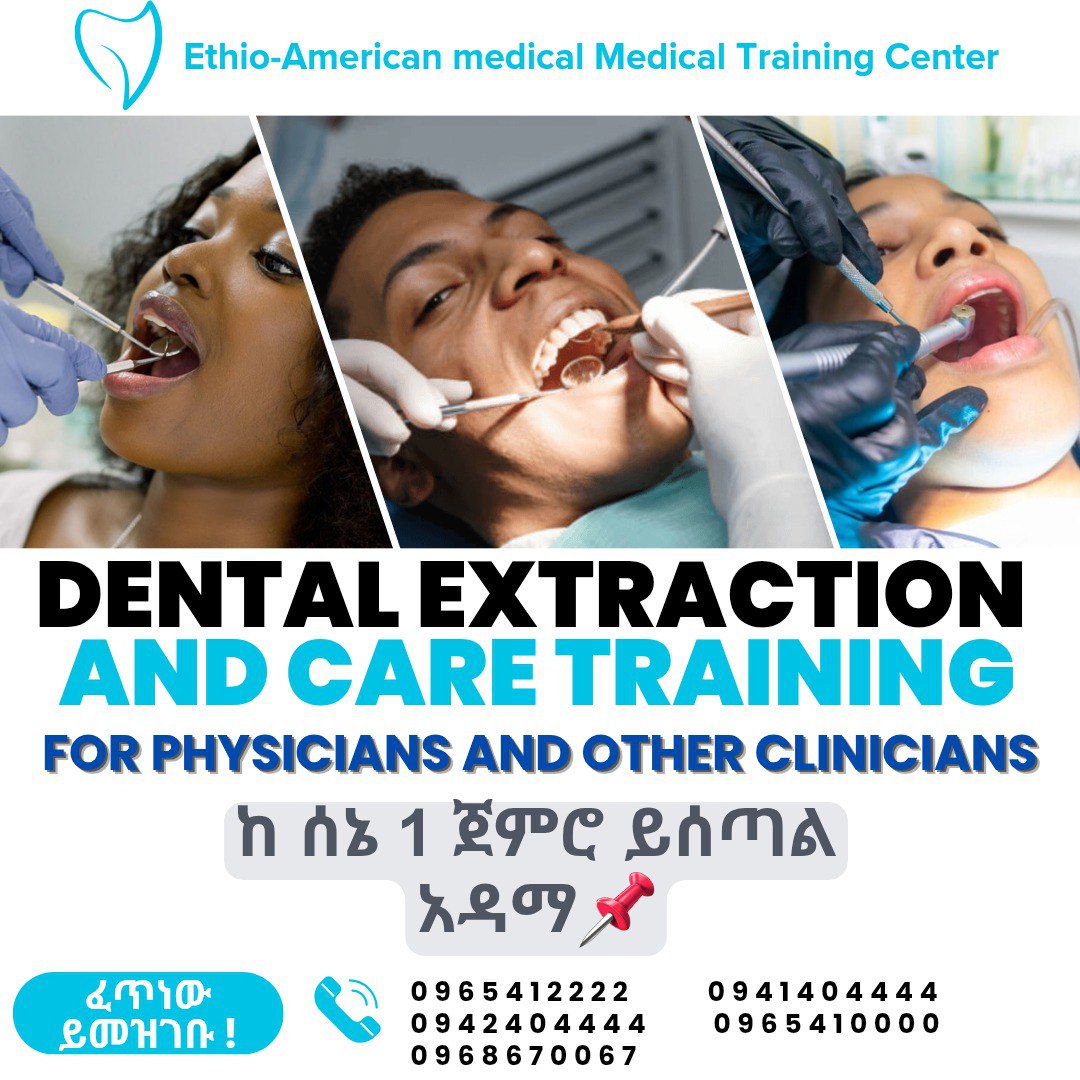 Ethio-American medical Medical Training Center
DENTAL EXTRACTION
AND CARE TRAINING
FOR PHYSICIANS AND OTHER CLINICIANS
ከ ሰኔ 1 ጀምሮ ይሰጣል
አዳማ📌
ፈጥነው
ይመዝገቡ !
0965412222 0941404444
0942404444 0965410000
0968670067